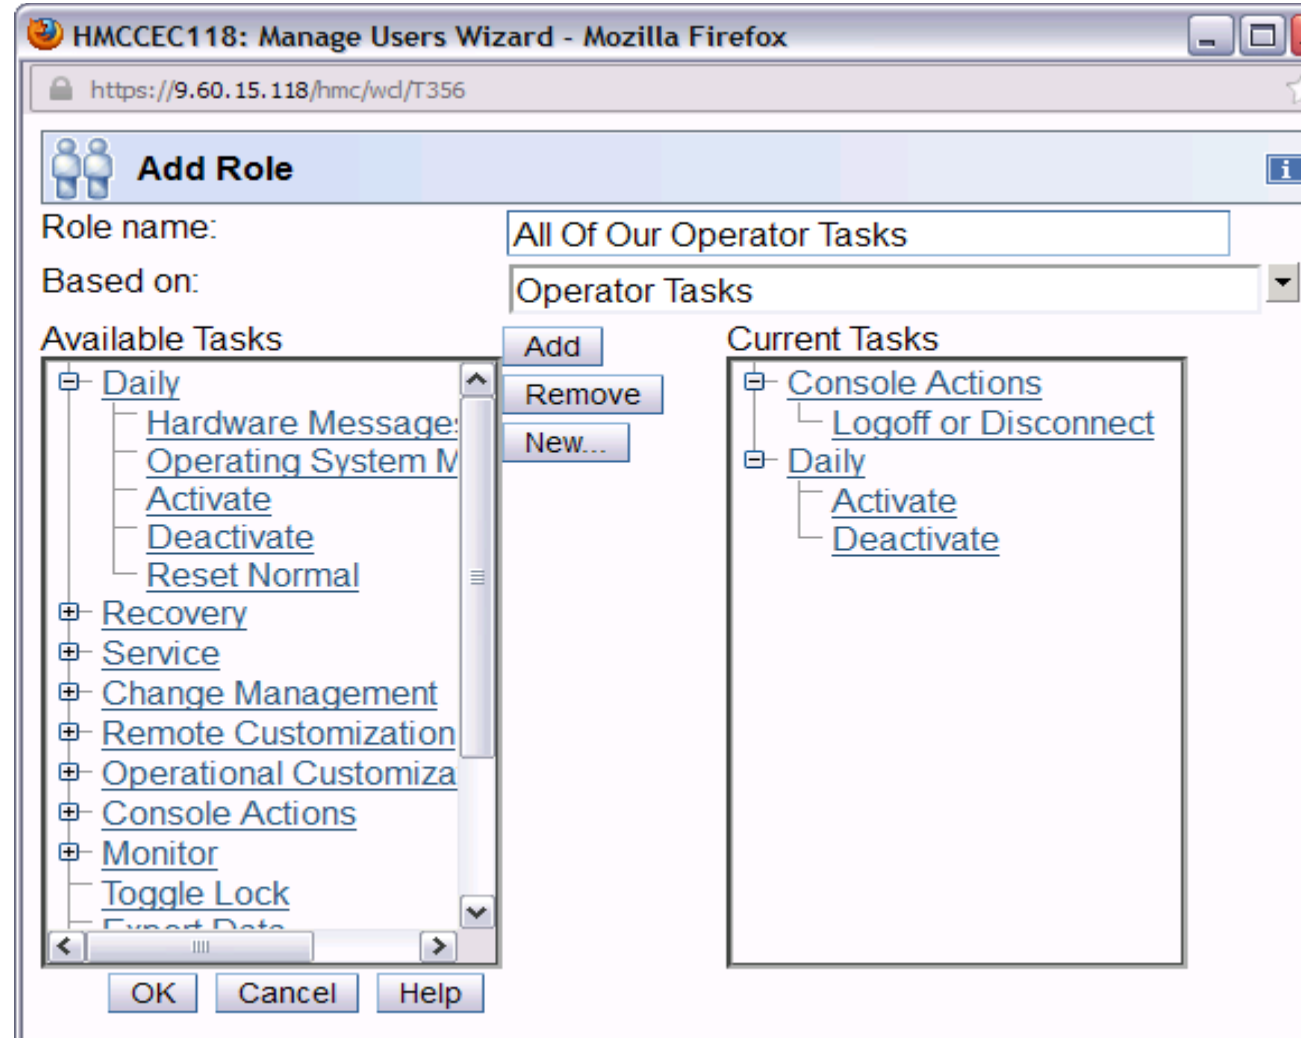 HMCCEC118: Manage Users Wizard - Mozilla Firefox
https://9.60.15.118/hmc/wcl/T356
Add Role
i
Role name:
All Of Our Operator Tasks
Based on:
Operator Tasks
Available Tasks
Daily
Hardware Message
Operating System M
Activate
Deactivate
Reset Normal
Recovery
Service
Change Management
Remote Customization
Operational Customiza
Console Actions
Monitor
Toggle Lock
Export Data
Add
Remove
New...
Current Tasks
Console Actions
Logoff or Disconnect
Daily
Activate
Deactivate
OK Cancel Help